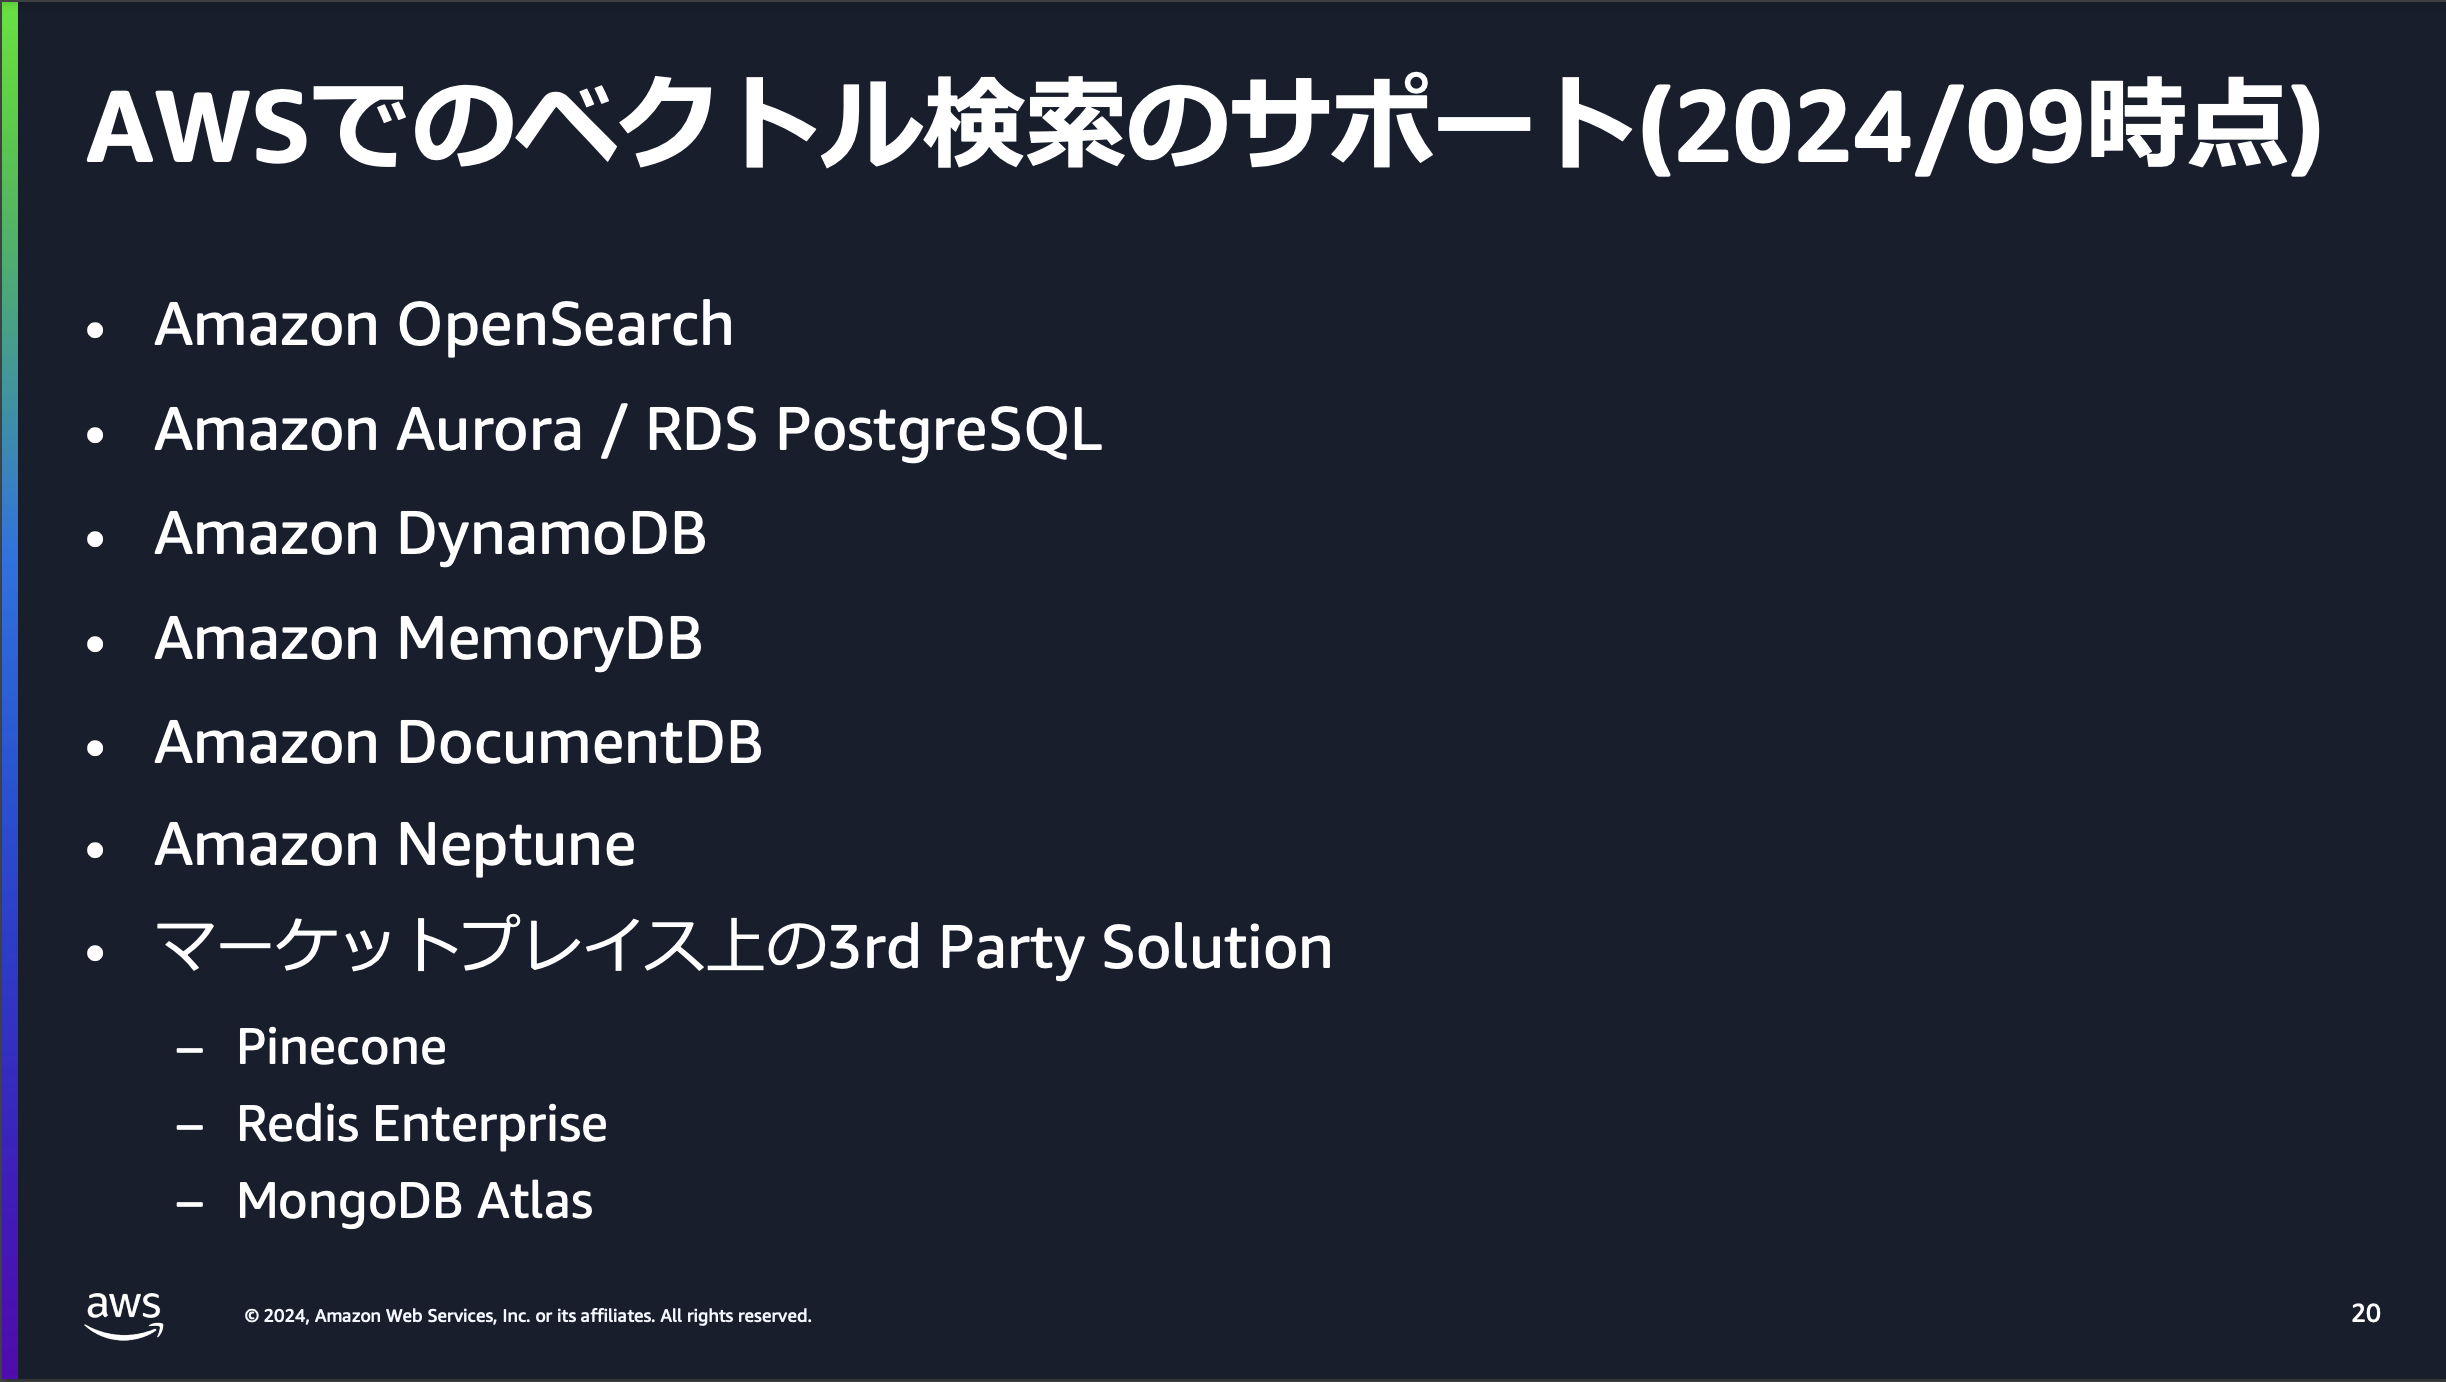 AWSでのベクトル検索のサポート(2024/09時点)
• Amazon OpenSearch
• Amazon Aurora / RDS PostgreSQL
• Amazon DynamoDB
• Amazon MemoryDB
• Amazon DocumentDB
• Amazon Neptune
• マーケットプレイス上の3rd Party Solution
– Pinecone
– Redis Enterprise
– MongoDB Atlas
aws
© 2024, Amazon Web Services, Inc. or its affiliates. All rights reserved.
20